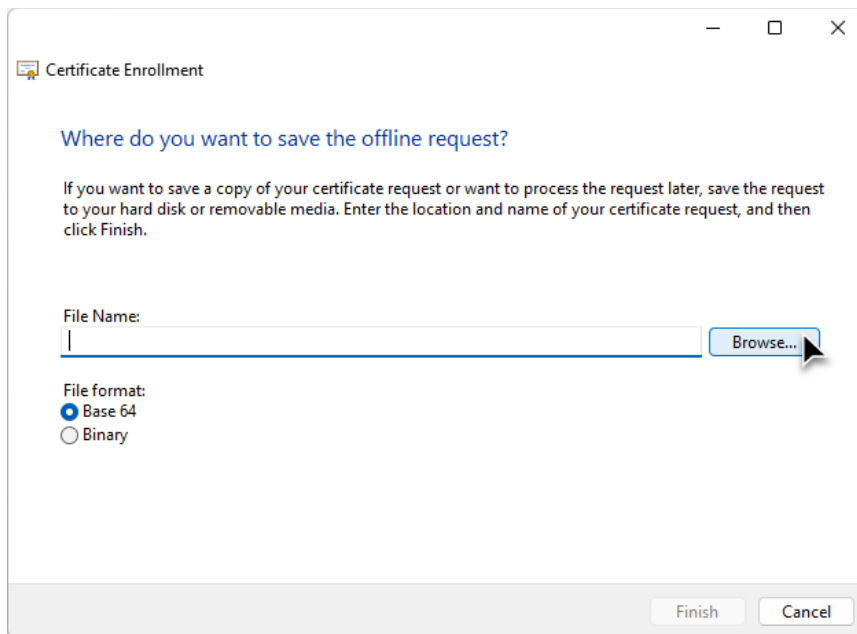 Certificate Enrollment
Where do you want to save the offline request?
If you want to save a copy of your certificate request or want to process the request later, save the request
to your hard disk or removable media. Enter the location and name of your certificate request, and then
click Finish.
File Name:
Browse...
File format:
Base 64
Binary
Finish
Cancel